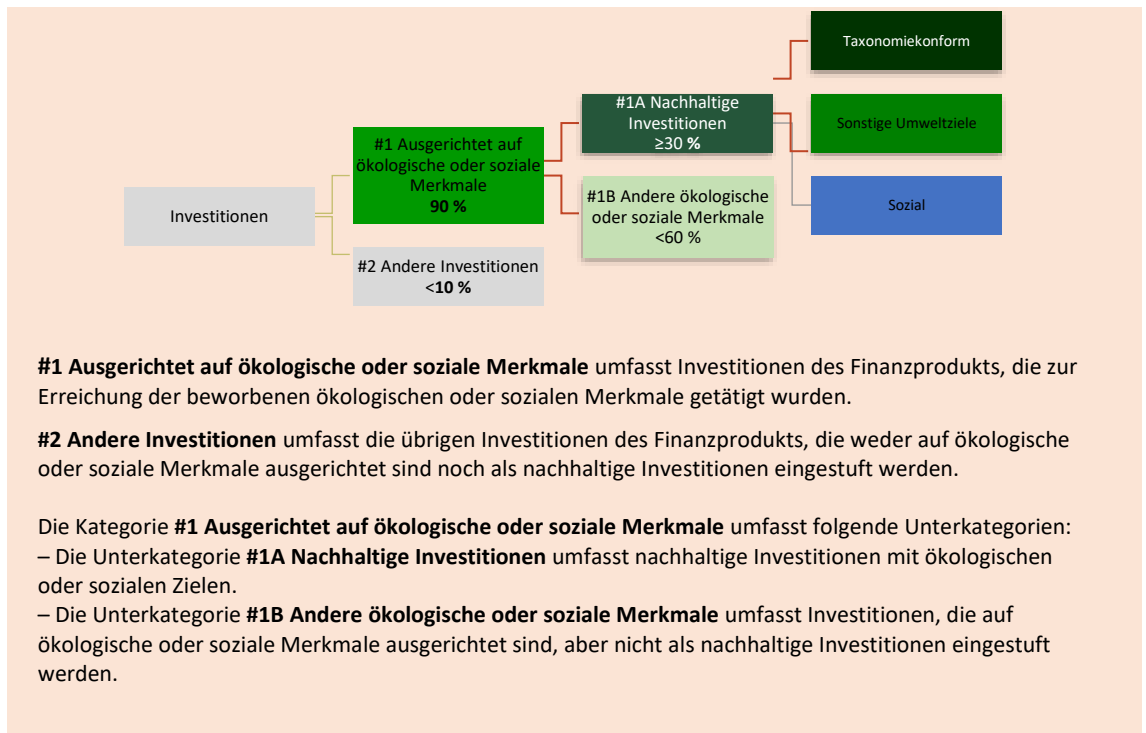 Taxonomiekonform
#1A Nachhaltige
Investitionen
≥30 %
Sonstige Umweltziele
#1 Ausgerichtet auf
ökologische oder soziale
Merkmale
90 %
Investitionen
#1B Andere ökologische
oder soziale Merkmale
<60 %
Sozial
#2 Andere Investitionen
<10 %
#1 Ausgerichtet auf ökologische oder soziale Merkmale umfasst Investitionen des Finanzprodukts, die zur
Erreichung der beworbenen ökologischen oder sozialen Merkmale getätigt wurden.
#2 Andere Investitionen umfasst die übrigen Investitionen des Finanzprodukts, die weder auf ökologische
oder soziale Merkmale ausgerichtet sind noch als nachhaltige Investitionen eingestuft werden.
Die Kategorie #1 Ausgerichtet auf ökologische oder soziale Merkmale umfasst folgende Unterkategorien:
– Die Unterkategorie #1A Nachhaltige Investitionen umfasst nachhaltige Investitionen mit ökologischen
oder sozialen Zielen.
– Die Unterkategorie #1B Andere ökologische oder soziale Merkmale umfasst Investitionen, die auf
ökologische oder soziale Merkmale ausgerichtet sind, aber nicht als nachhaltige Investitionen eingestuft
werden.